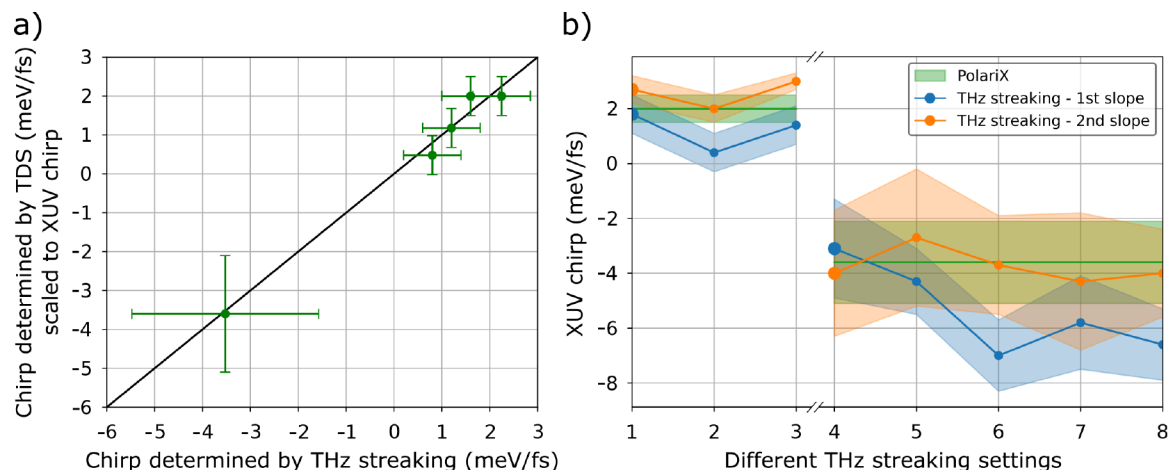 a)
Chirp determined by TDS (meV/fs)
scaled to XUV chirp
3
2
1
0
-1
-2
-3
-4
-5
-6
-6 -5 -4 -3 -2 -1 0 1 2 3
Chirp determined by THz streaking (meV/fs)
b)
XUV chirp (meV/fs)
2
0
-2
-4
-6
-8
PolariX
THz streaking - 1st slope
THz streaking - 2nd slope
1 2 3 4 5 6 7 8
Different THz streaking settings